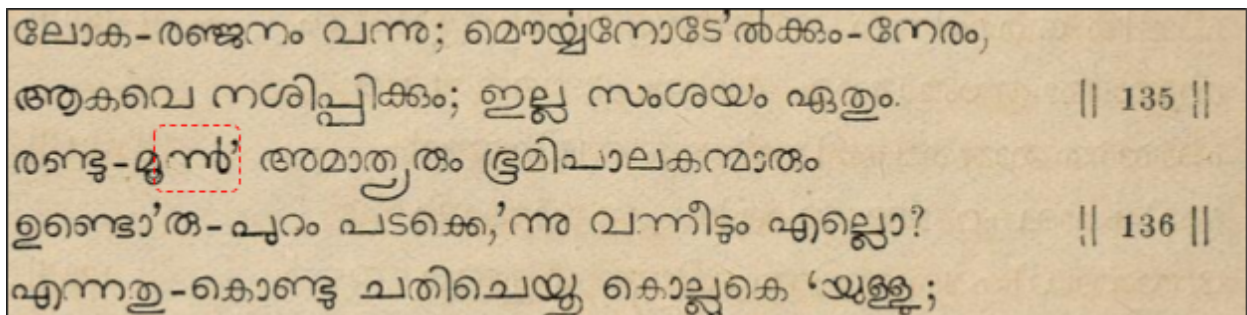 ലോക-രഞ്ജനം വന്നു; മൌൎയ്യനോടേ’ൽക്കും-നേരം,
ആകവെ നശിപ്പിക്കും; ഇല്ല സംശയം ഏതും. || 135 ||
രണ്ടു-മൂന്ൻ’ അമാത്യരും ഭൂമിപാലകന്മാരും
ഉണ്ടൊ’രു-പുറം പടക്കെ,’ന്നു വന്നീടും എല്ലൊ? || 136 ||
എന്നതു-കൊണ്ടു ചതിചെയ്തു കൊല്ലുകെ ‘യുള്ളു;